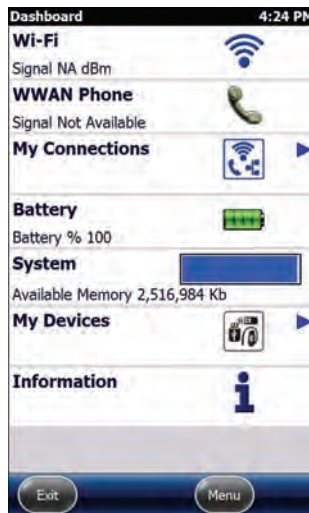 Dashboard 4:24 PM
Wi-Fi
Signal NA dBm
WWAN Phone
Signal Not Available
My Connections
Battery
Battery % 100
System
Available Memory 2,516,984 Kb
My Devices
Information
Exit Menu